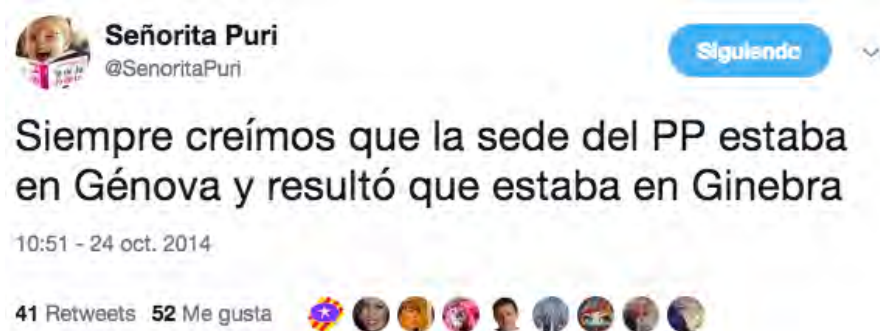 Señorita Puri
@SenoritaPuri
Siguiendo
Siempre creímos que la sede del PP estaba
en Génova y resultó que estaba en Ginebra
10:51 - 24 oct. 2014
41 Retweets 52 Me gusta